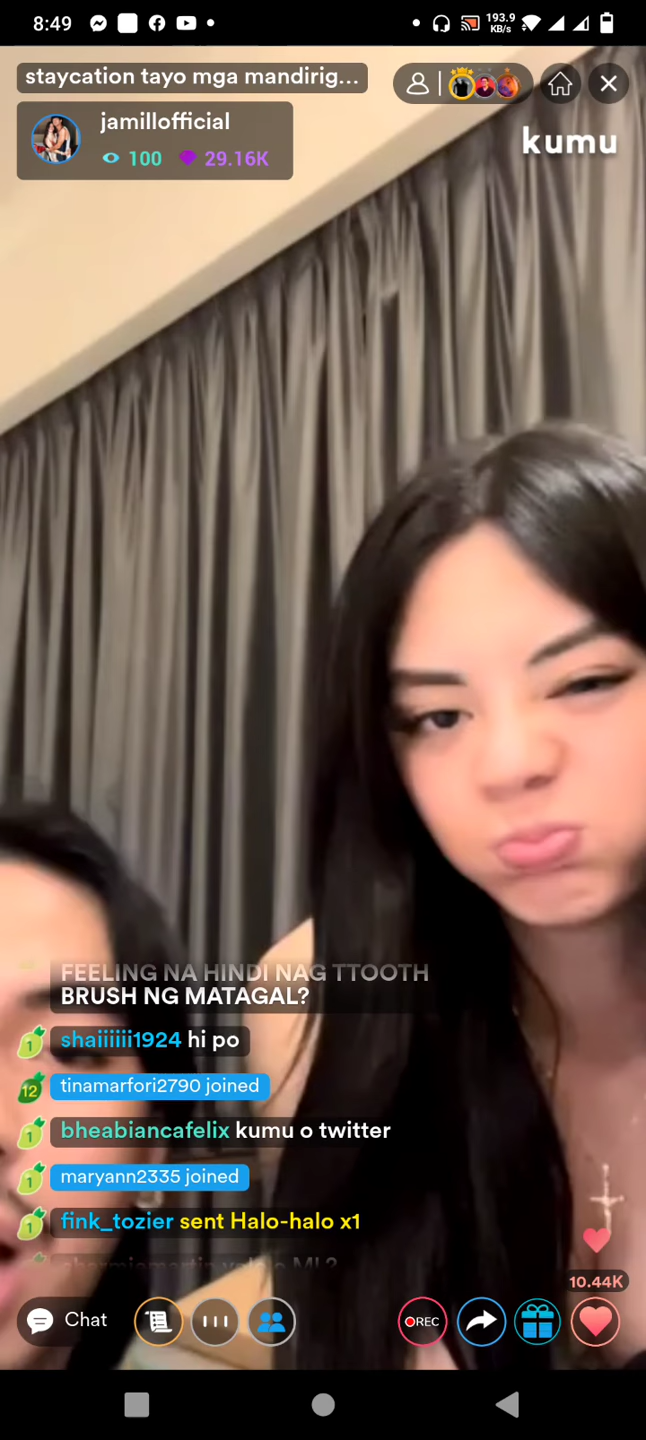 8:49
193.9
KB/s
staycation tayo mga mandirig...
jamillofficial
100
29.16K
kumu
FEELING NA HINDI NAG TTOOTH
BRUSH NG MATAGAL?
1 shaiiiiii1924 hi po
12 tinamarfori2790 joined
1 bheabiancafelix kumu o twitter
1 maryann2335 joined
1 fink_tozier sent Halo-halo x1
10.44K
Chat
REC